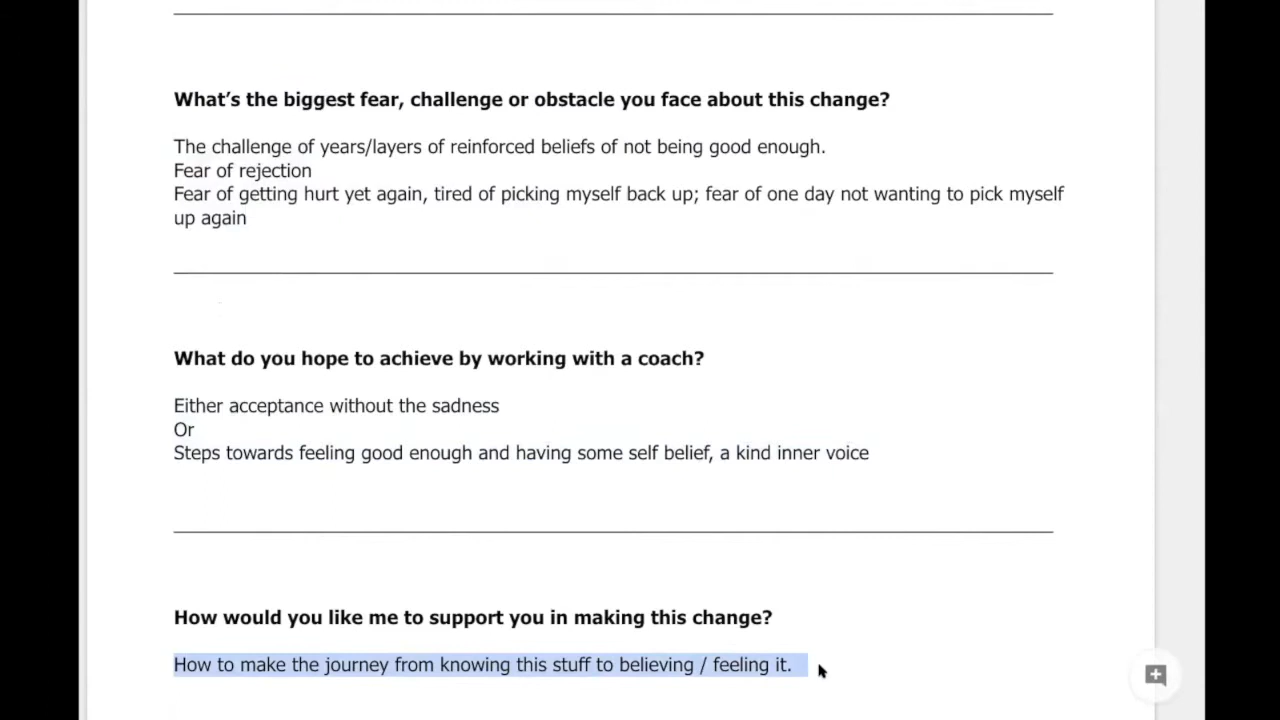 What's the biggest fear, challenge or obstacle you face about this change?
The challenge of years/layers of reinforced beliefs of not being good enough.
Fear of rejection
Fear of getting hurt yet again, tired of picking myself back up; fear of one day not wanting to pick myself
up again
What do you hope to achieve by working with a coach?
Either acceptance without the sadness
Or
Steps towards feeling good enough and having some self belief, a kind inner voice
How would you like me to support you in making this change?
How to make the journey from knowing this stuff to believing / feeling it.